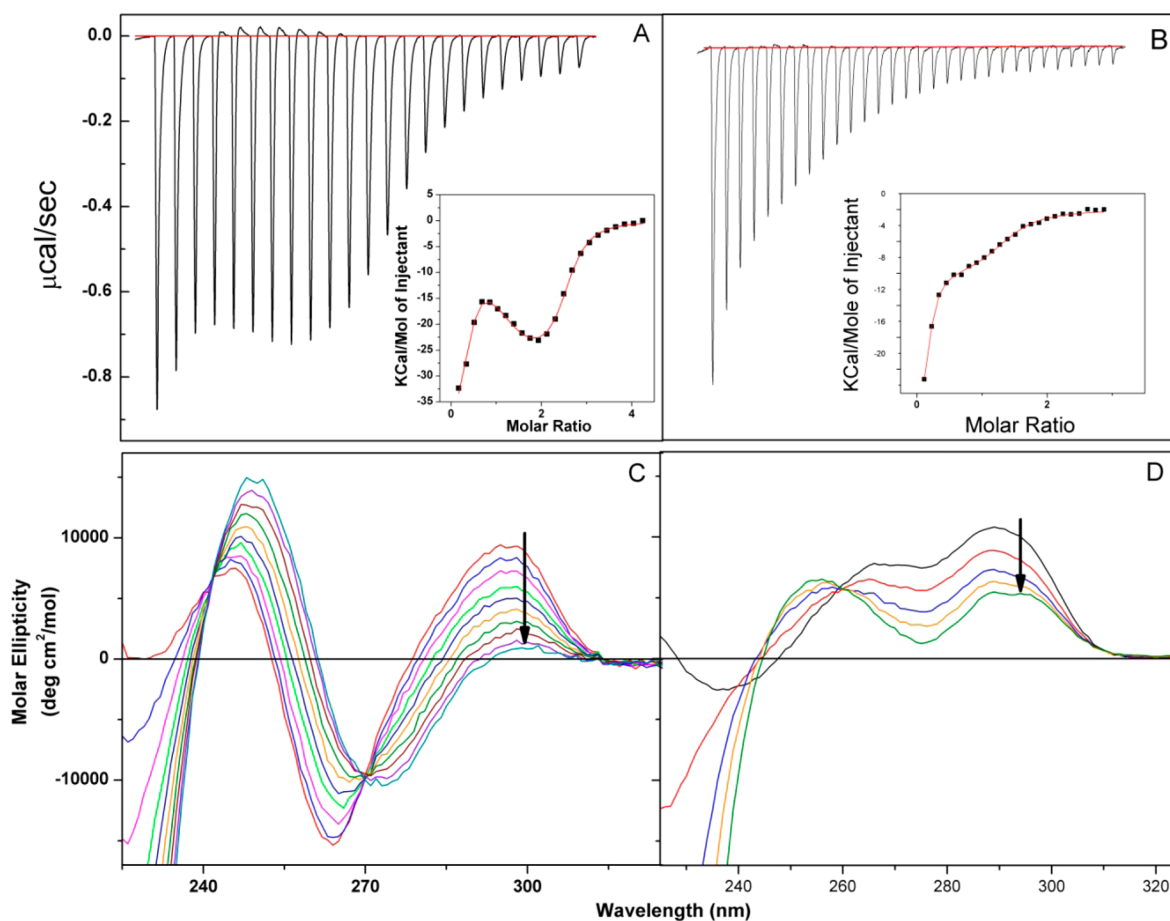 A
0.0
-0.2
-0.4
-0.6
-0.8
µcal/sec
5
0
-5
-10
-15
-20
-25
-30
-35
KCal/Mol of Injectant
0 2 4
Molar Ratio
B
0
-4
-8
-12
-16
-20
KCal/Mole of Injectant
0 2
Molar Ratio
C
10000
0
-10000
Molar Ellipticity
(deg cm²/mol)
240 270 300
D
240 260 280 300 320
Wavelength (nm)